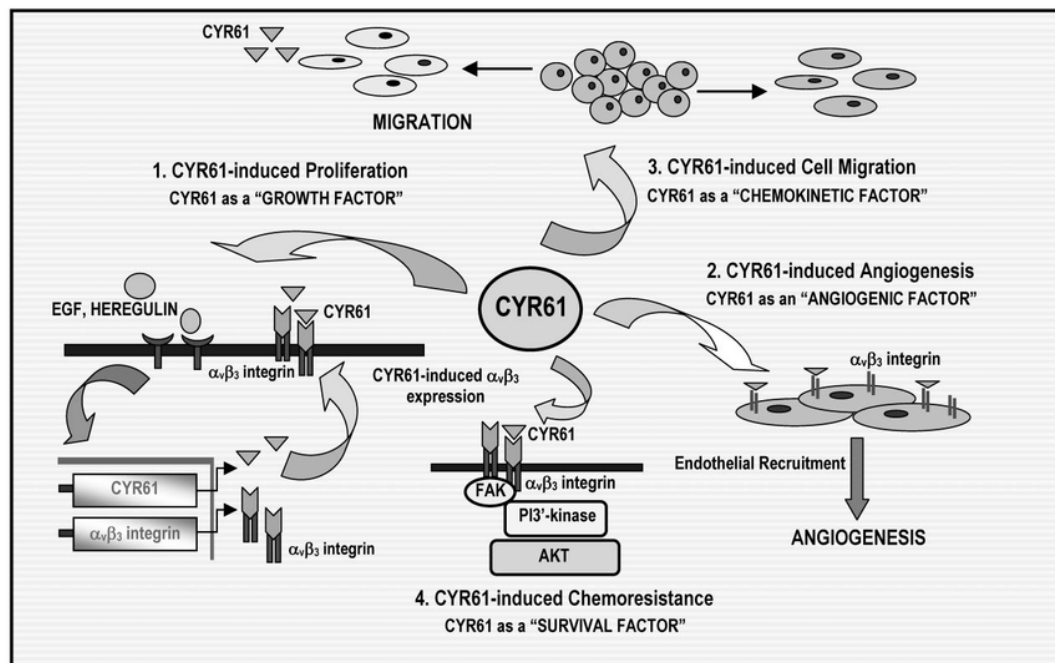 CYR61
MIGRATION
1. CYR61-induced Proliferation
CYR61 as a “GROWTH FACTOR”
3. CYR61-induced Cell Migration
CYR61 as a “CHEMOKINETIC FACTOR”
2. CYR61-induced Angiogenesis
CYR61 as an “ANGIOGENIC FACTOR”
CYR61
EGF, HEREGULIN
CYR61
αvβ3 integrin
CYR61-induced αvβ3
expression
αvβ3 integrin
CYR61
FAK
αvβ3 integrin
PI3'-kinase
AKT
Endothelial Recruitment
ANGIOGENESIS
CYR61
αvβ3 integrin
αvβ3 integrin
4. CYR61-induced Chemoresistance
CYR61 as a “SURVIVAL FACTOR”